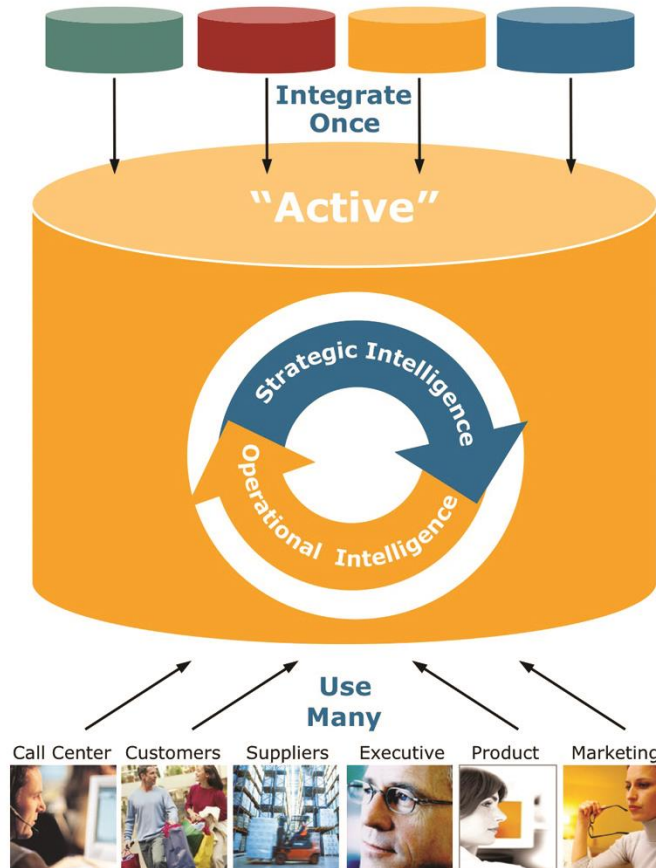 Integrate
Once
"Active"
Strategic Intelligence
Operational Intelligence
Use
Many
Call Center Customers Suppliers Executive Product Marketing